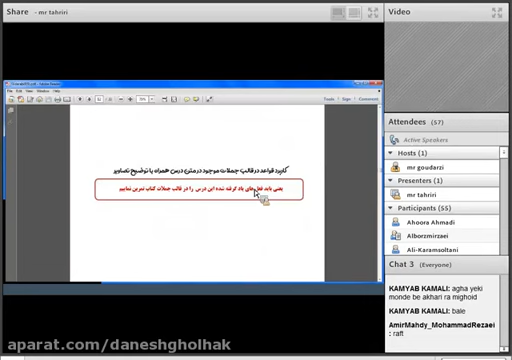 Share - mr tahriri
Video
Attendees (57)
Active Speakers
Hosts (1)
mr goudarzi
Presenters (1)
mr tahriri
Participants (55)
Ahoora Ahmadi
Alborzmirzaei
Ali-Karamsoltani
کاربرد قواعد در قالب جملات موجود در متن درس همراه با توضیح تصاویر
یعنی باید فعل‌های یاد گرفته شده این درس را در قالب جملات کتاب تمرین نماییم
Chat 3 (Everyone)
KAMYAB KAMALI: agha yeki
monde be akhari ra mighoid
KAMYAB KAMALI: bale
AmirMahdy_MohammadRezaei
: raft
aparat.com/daneshgholhak